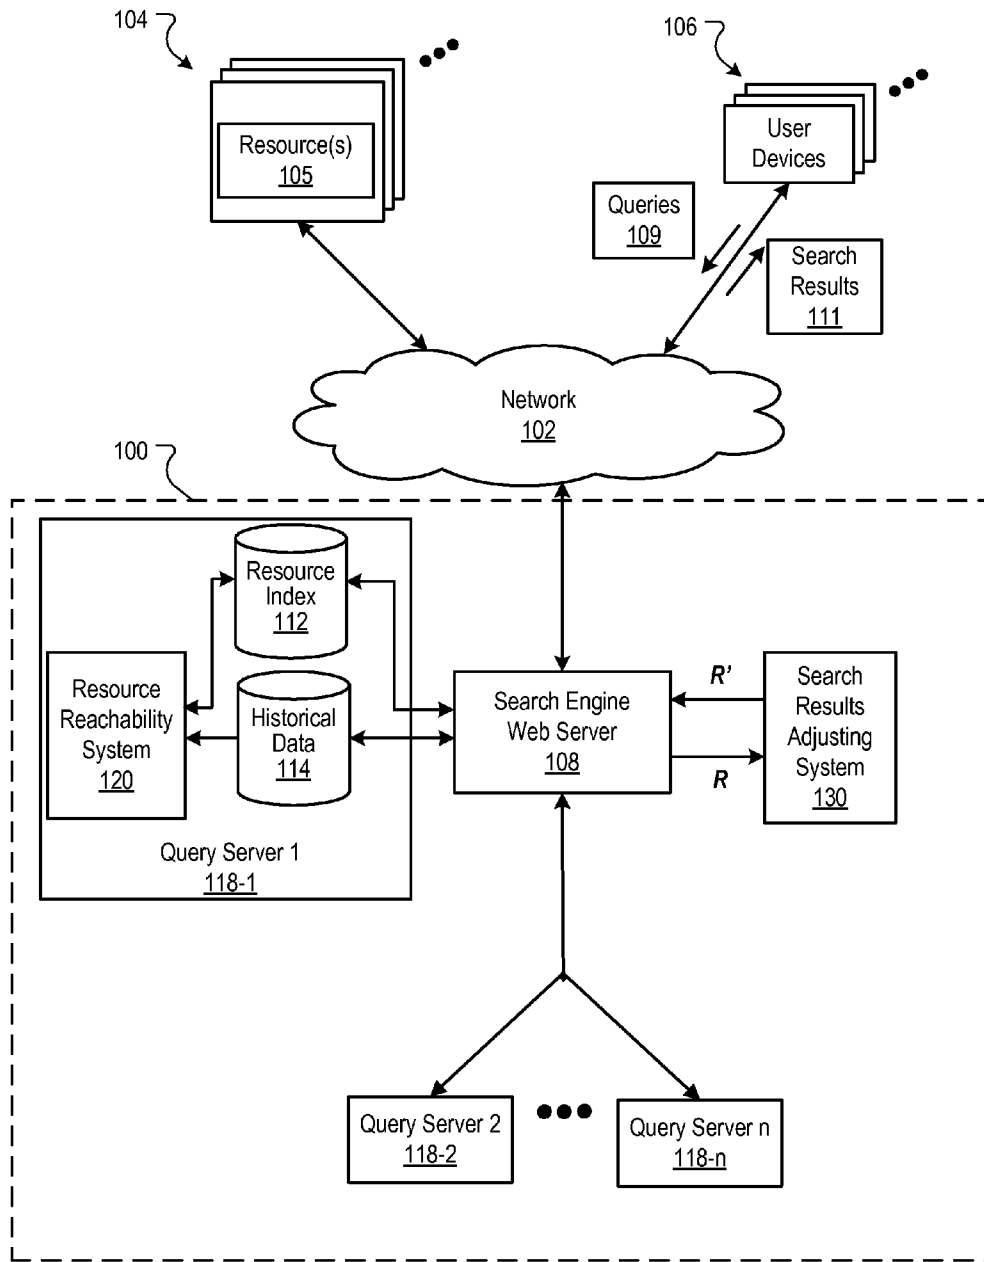 104
Resource(s)
105
106
User
Devices
Queries
109
Search
Results
111
Network
102
100
Resource
Index
112
Resource
Reachability
System
120
Historical
Data
114
Query Server 1
118-1
Search Engine
Web Server
108
R’
R
Search
Results
Adjusting
System
130
Query Server 2
118-2
Query Server n
118-n